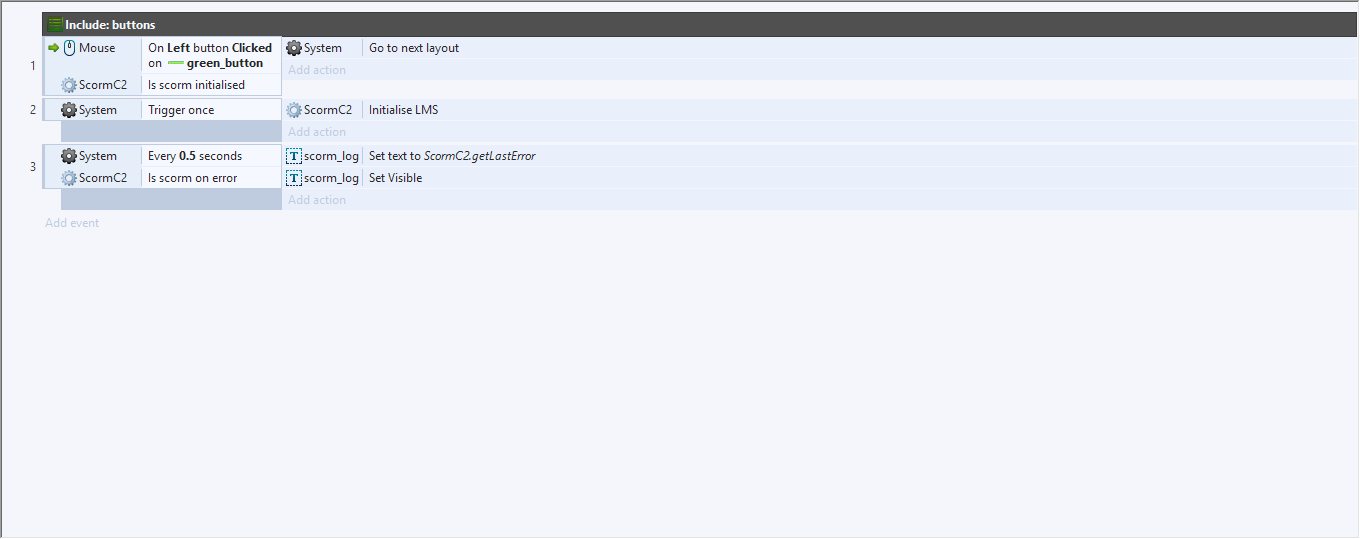 Include: buttons
1
Mouse On Left button Clicked
on green_button
System Go to next layout
Add action
ScormC2 Is scorm initialised
2
System Trigger once
ScormC2 Initialise LMS
Add action
3
System Every 0.5 seconds
T scorm_log Set text to ScormC2.getLastError
ScormC2 Is scorm on error
T scorm_log Set Visible
Add action
Add event